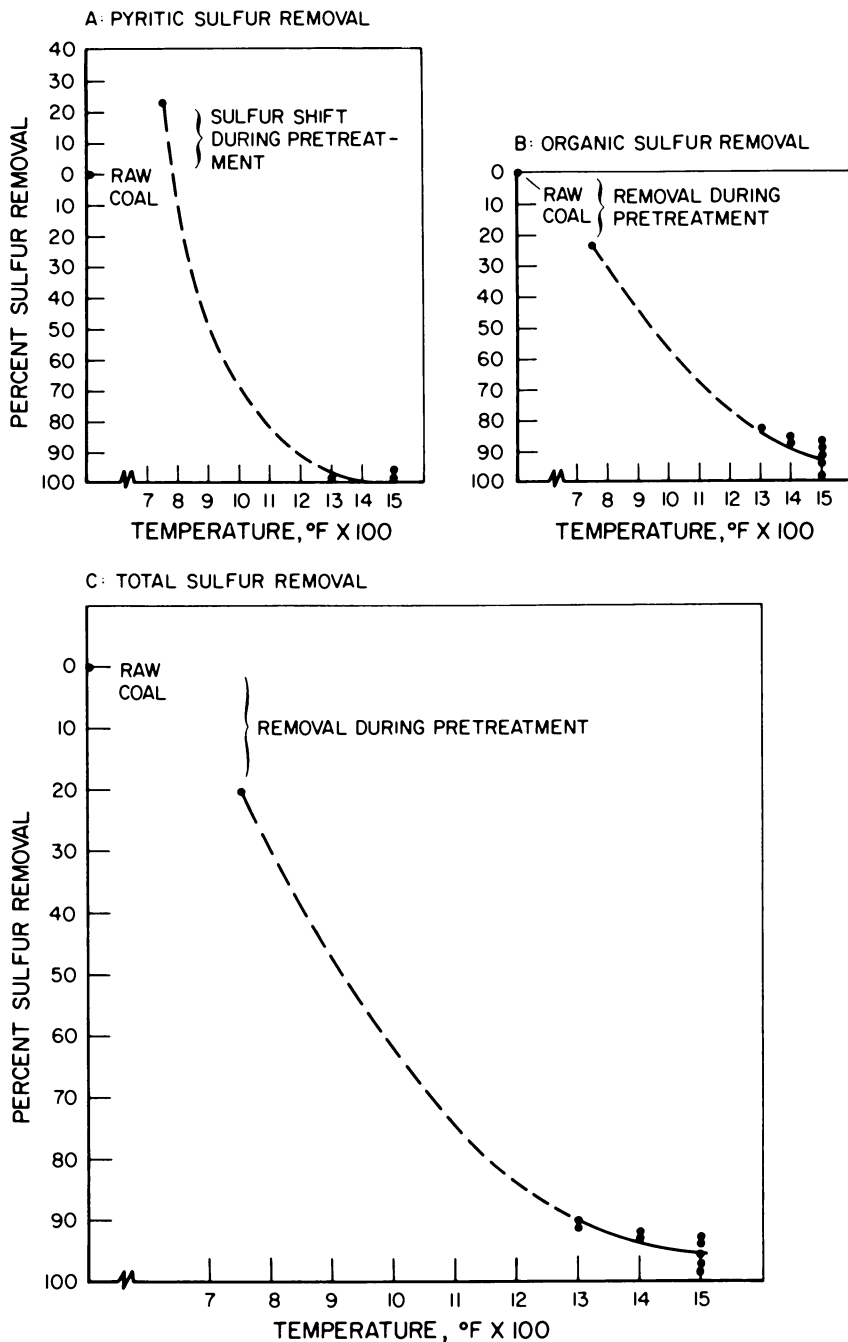 A: PYRITIC SULFUR REMOVAL
40
30
20
10
0
10
20
30
40
50
60
70
80
90
100
PERCENT SULFUR REMOVAL
RAW
COAL
SULFUR SHIFT
DURING PRETREAT-
MENT
7 8 9 10 11 12 13 14 15
TEMPERATURE, °F X 100
B: ORGANIC SULFUR REMOVAL
0
10
20
30
40
50
60
70
80
90
100
RAW
COAL
REMOVAL DURING
PRETREATMENT
7 8 9 10 11 12 13 14 15
TEMPERATURE, °F X 100
C: TOTAL SULFUR REMOVAL
0
10
20
30
40
50
60
70
80
90
100
PERCENT SULFUR REMOVAL
RAW
COAL
REMOVAL DURING PRETREATMENT
7 8 9 10 11 12 13 14 15
TEMPERATURE, °F X 100